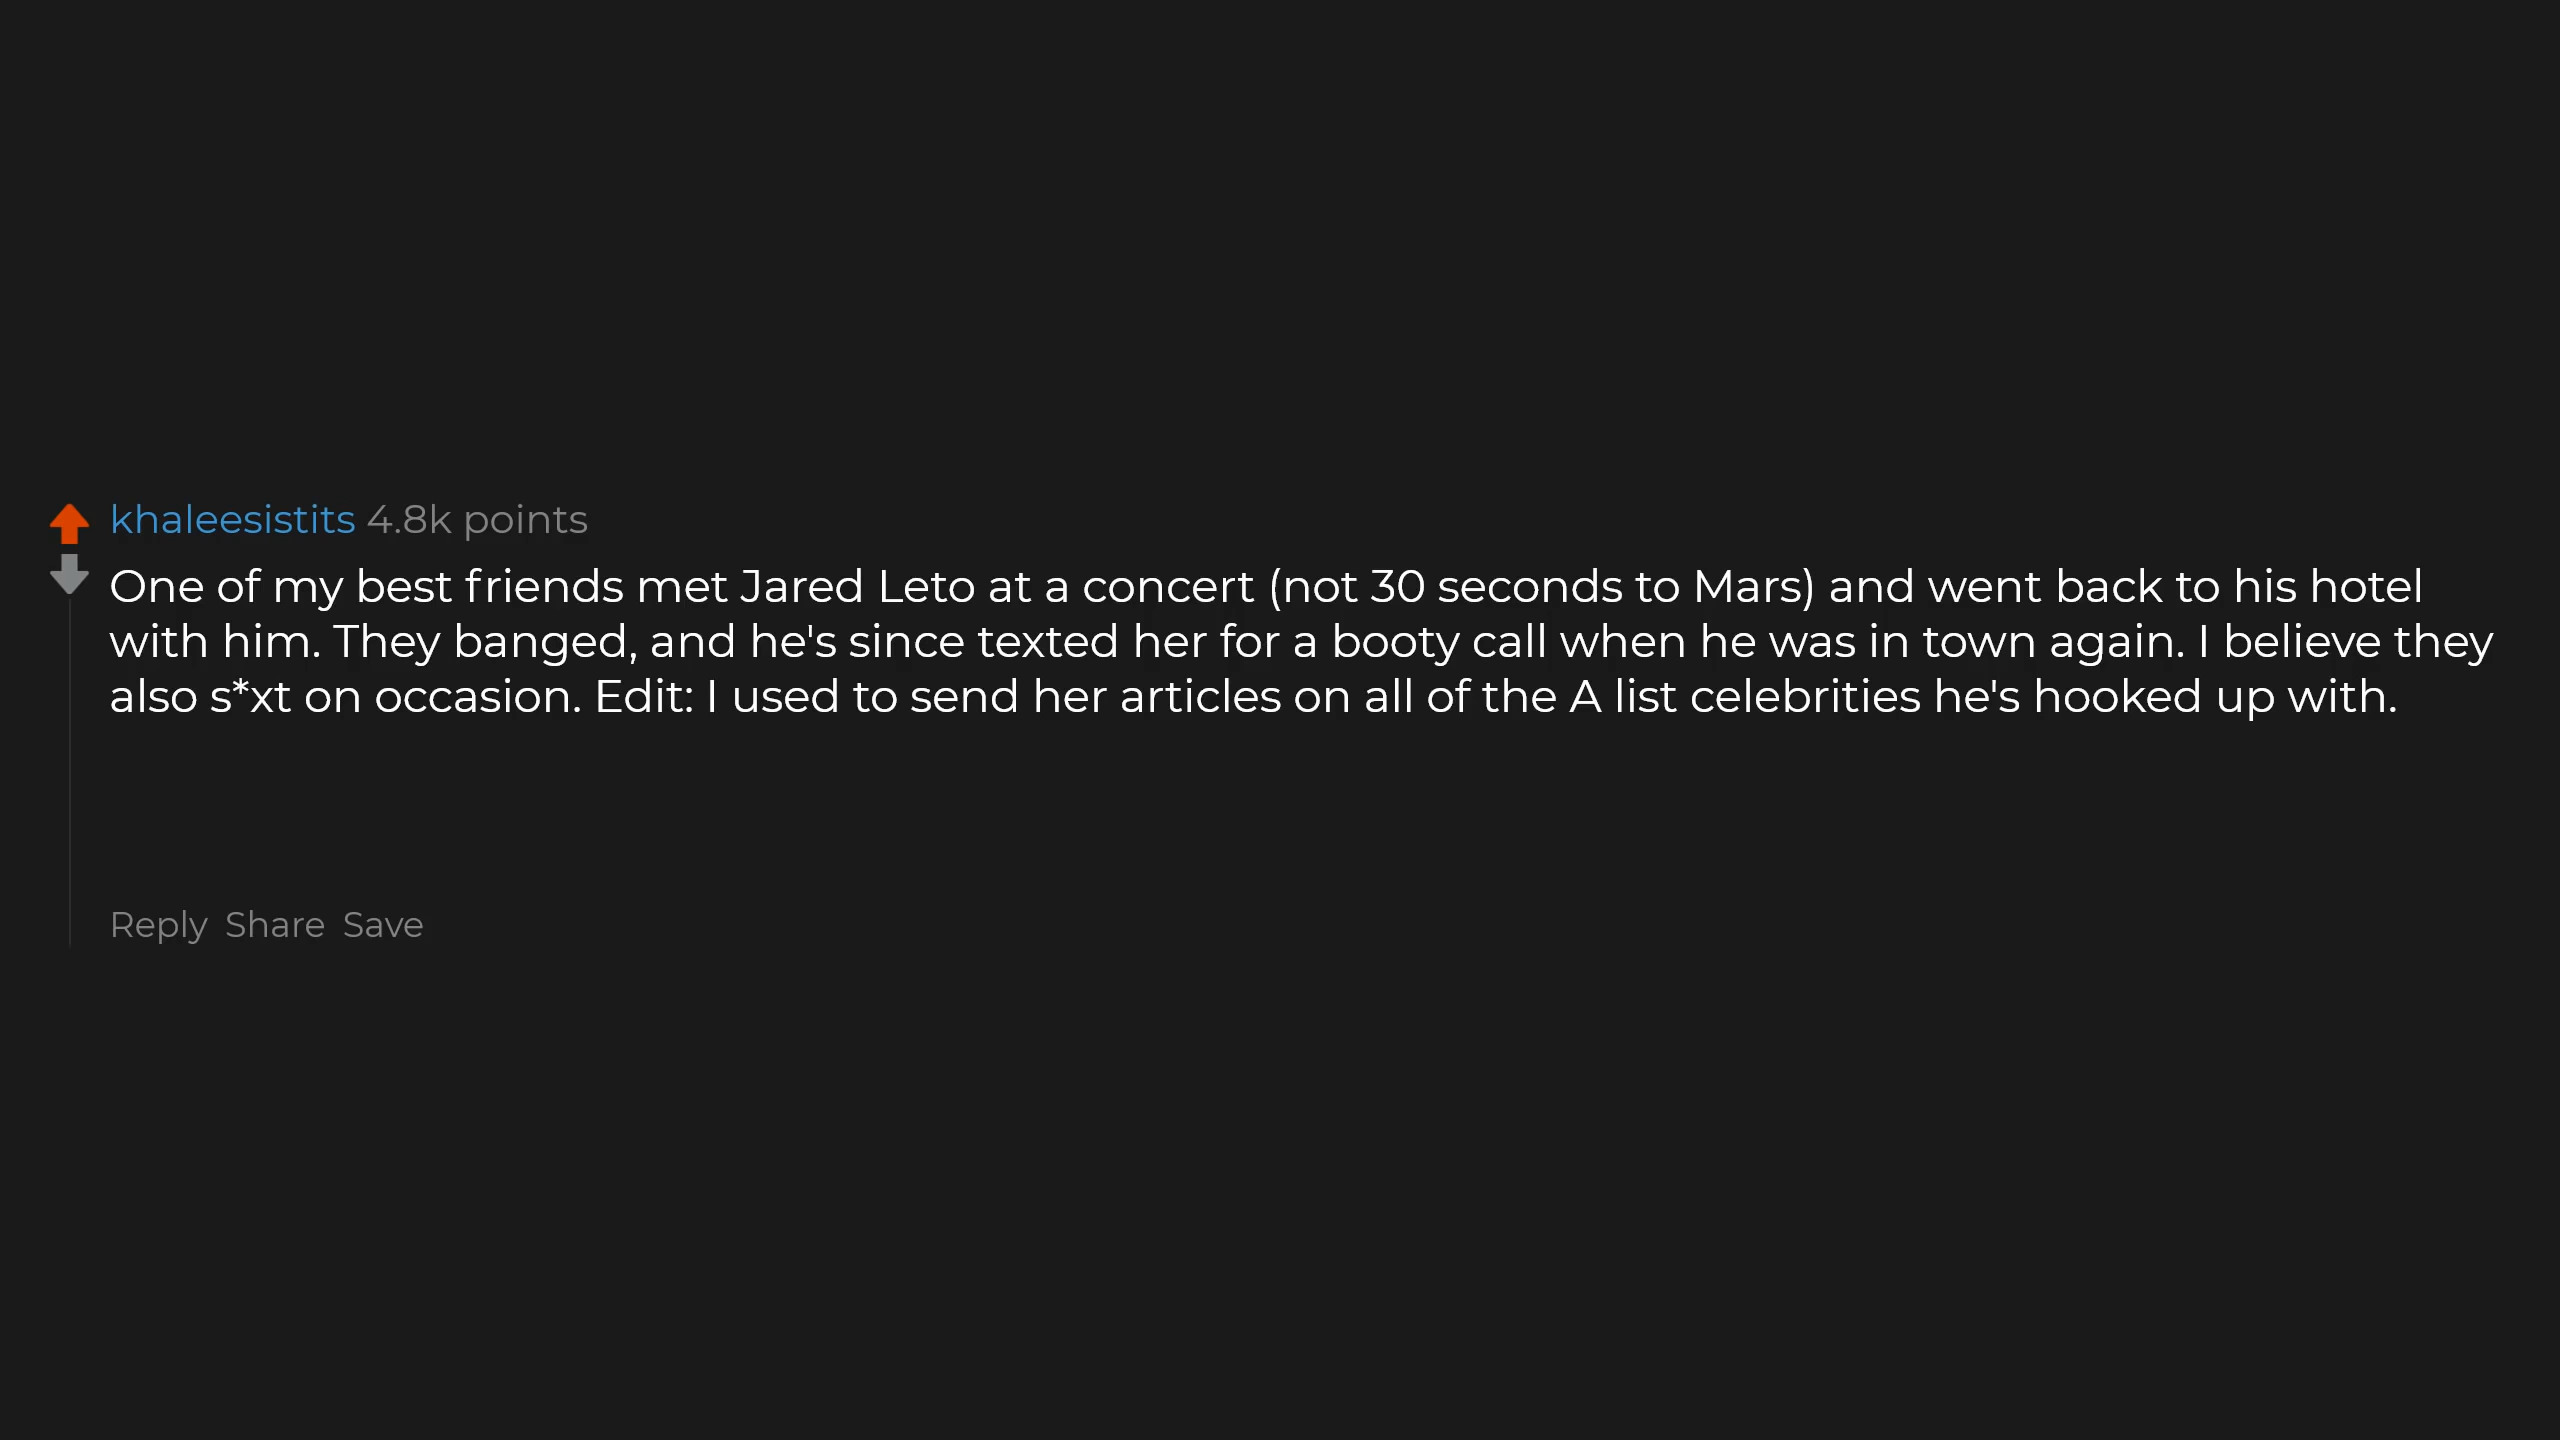 khaleesistits 4.8k points
One of my best friends met Jared Leto at a concert (not 30 seconds to Mars) and went back to his hotel
with him. They banged, and he's since texted her for a booty call when he was in town again. I believe they
also s*xt on occasion. Edit: I used to send her articles on all of the A list celebrities he's hooked up with.
Reply Share Save